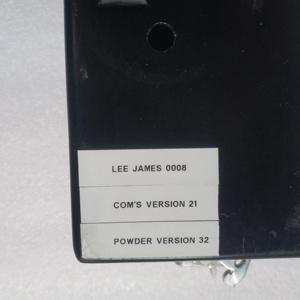 LEE JAMES 0008
COM'S VERSION 21
POWDER VERSION 32